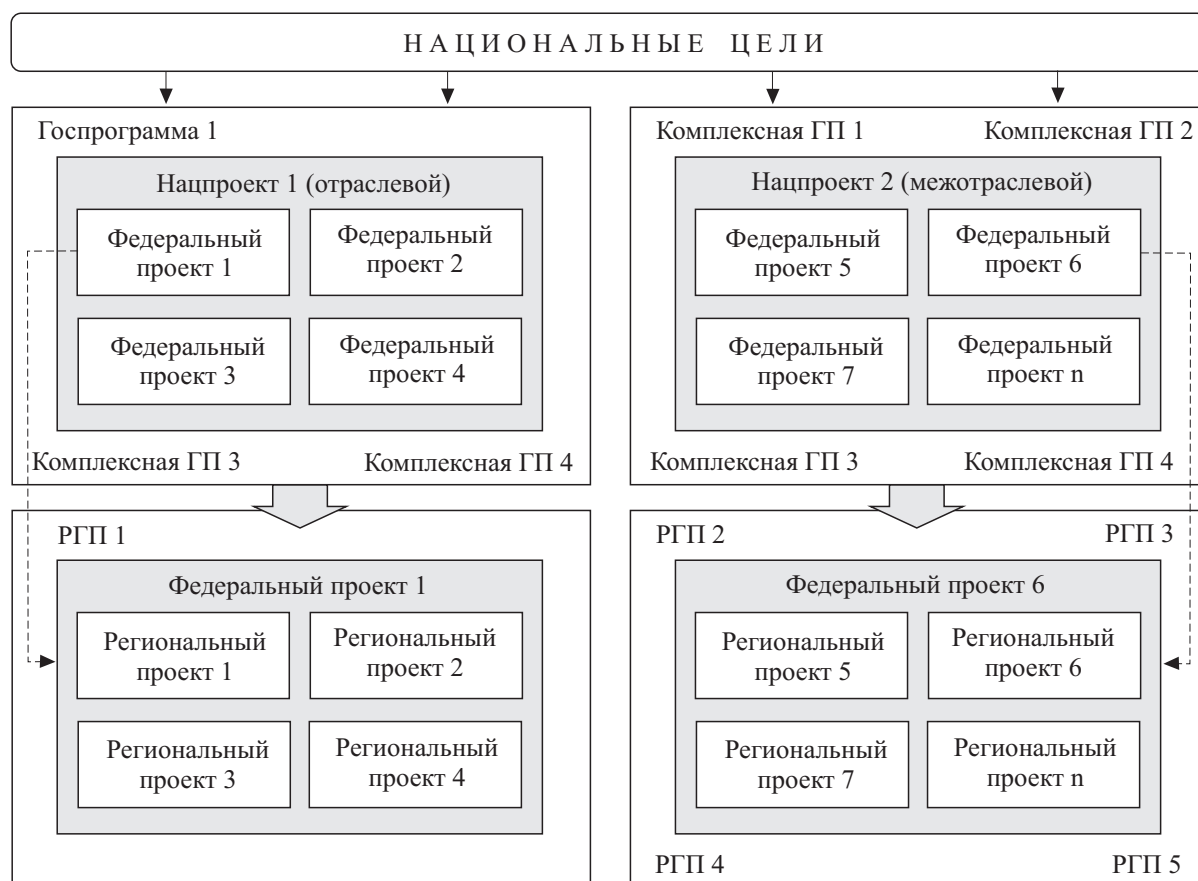 НАЦИОНАЛЬНЫЕ ЦЕЛИ
Госпрограмма 1
Нацпроект 1 (отраслевой)
Федеральный
проект 1
Федеральный
проект 2
Федеральный
проект 3
Федеральный
проект 4
Комплексная ГП 3
Комплексная ГП 4
Комплексная ГП 1
Комплексная ГП 2
Нацпроект 2 (межотраслевой)
Федеральный
проект 5
Федеральный
проект 6
Федеральный
проект 7
Федеральный
проект n
Комплексная ГП 3
Комплексная ГП 4
РГП 1
Федеральный проект 1
Региональный
проект 1
Региональный
проект 2
Региональный
проект 3
Региональный
проект 4
РГП 2
РГП 3
Федеральный проект 6
Региональный
проект 5
Региональный
проект 6
Региональный
проект 7
Региональный
проект n
РГП 4
РГП 5